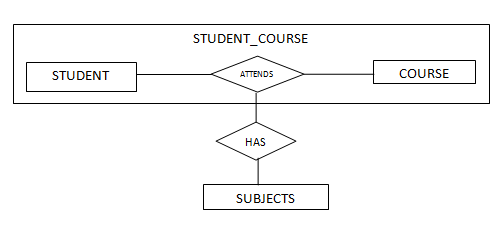 STUDENT_COURSE
STUDENT
ATTENDS
COURSE
HAS
SUBJECTS